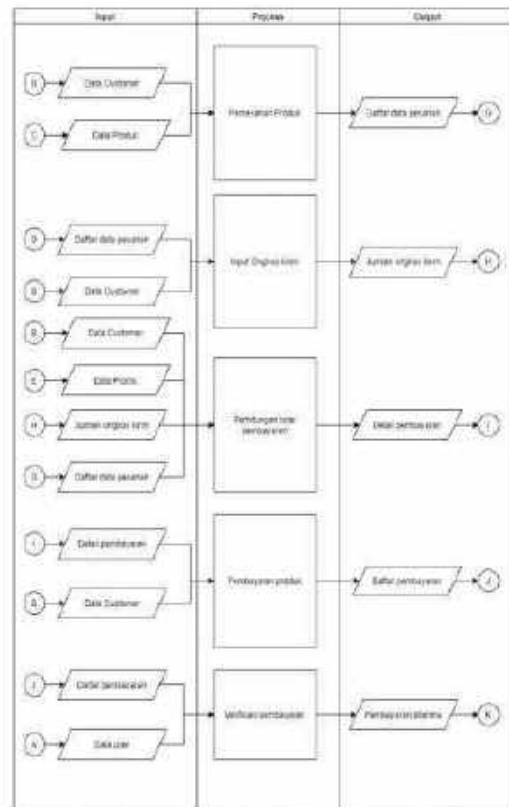 Input Process Output
B Data Customer
Pemesanan Produk Daftar data pesanan G
C Data Produk
Daftar data pesanan
Input Ongkos kirim Jumlah ongkos kirim H
B Data Customer
B Data Customer
E Data Promo
H Jumlah ongkos kirim Perhitungan total
pembayaran Detail pembayaran I
G Daftar data pesanan
I Detail pembayaran
Pembayaran produk Daftar pembayaran J
B Data Customer
J Daftar pembayaran
Verifikasi pembayaran Pembayaran diterima K
A Data user